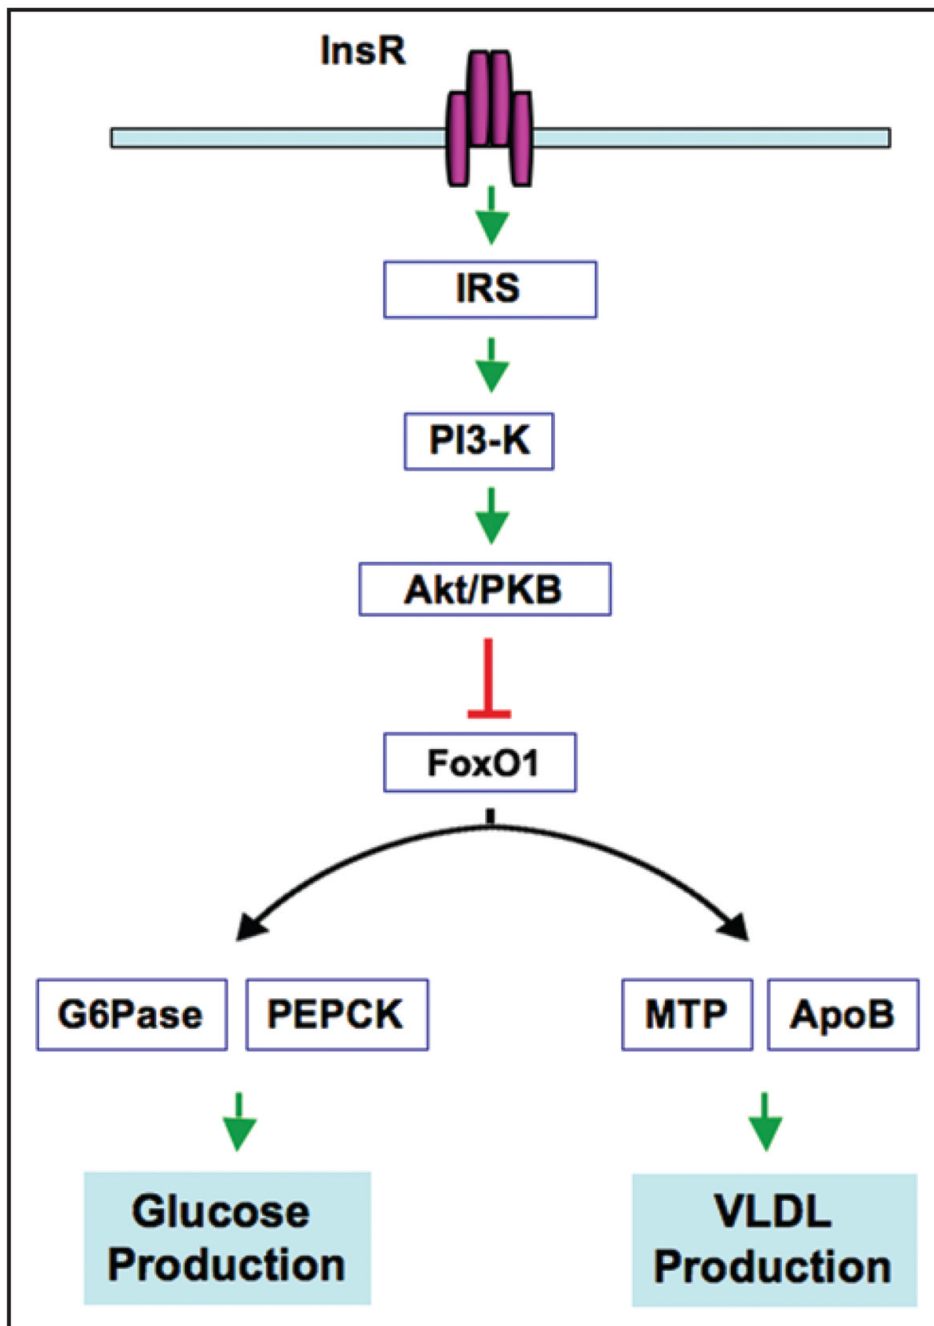 InsR
IRS
PI3-K
Akt/PKB
FoxO1
G6Pase
PEPCK
MTP
ApoB
Glucose
Production
VLDL
Production